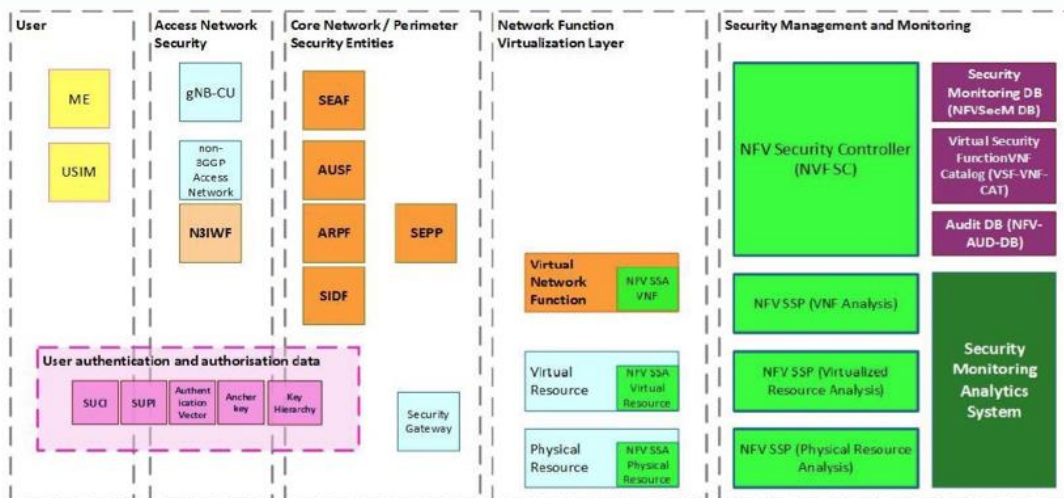 User
ME
USIM
Access Network
Security
gNB-CU
non-
3GGP
Access
Network
N3IWF
Core Network / Perimeter
Security Entities
SEAF
AUSF
ARPF
SIDF
SEPP
Security
Gateway
User authentication and authorisation data
SUCI
SUPI
Authent
ication
Vector
Ancher
key
Key
Hierarchy
Network Function
Virtualization Layer
Virtual
Network
Function
NFV SSA
VNF
Virtual
Resource
NFV SSA
Virtual
Resource
Physical
Resource
NFV SSA
Physical
Resource
Security Management and Monitoring
NFV Security Controller
(NVF SC)
NFV SSP (VNF Analysis)
NFV SSP (Virtualized
Resource Analysis)
NFV SSP (Physical Resource
Analysis)
Security
Monitoring DB
(NFVSecM DB)
Virtual Security
FunctionVNF
Catalog (VSF-VNF-
CAT)
Audit DB (NFV-
AUD-DB)
Security
Monitoring
Analytics
System